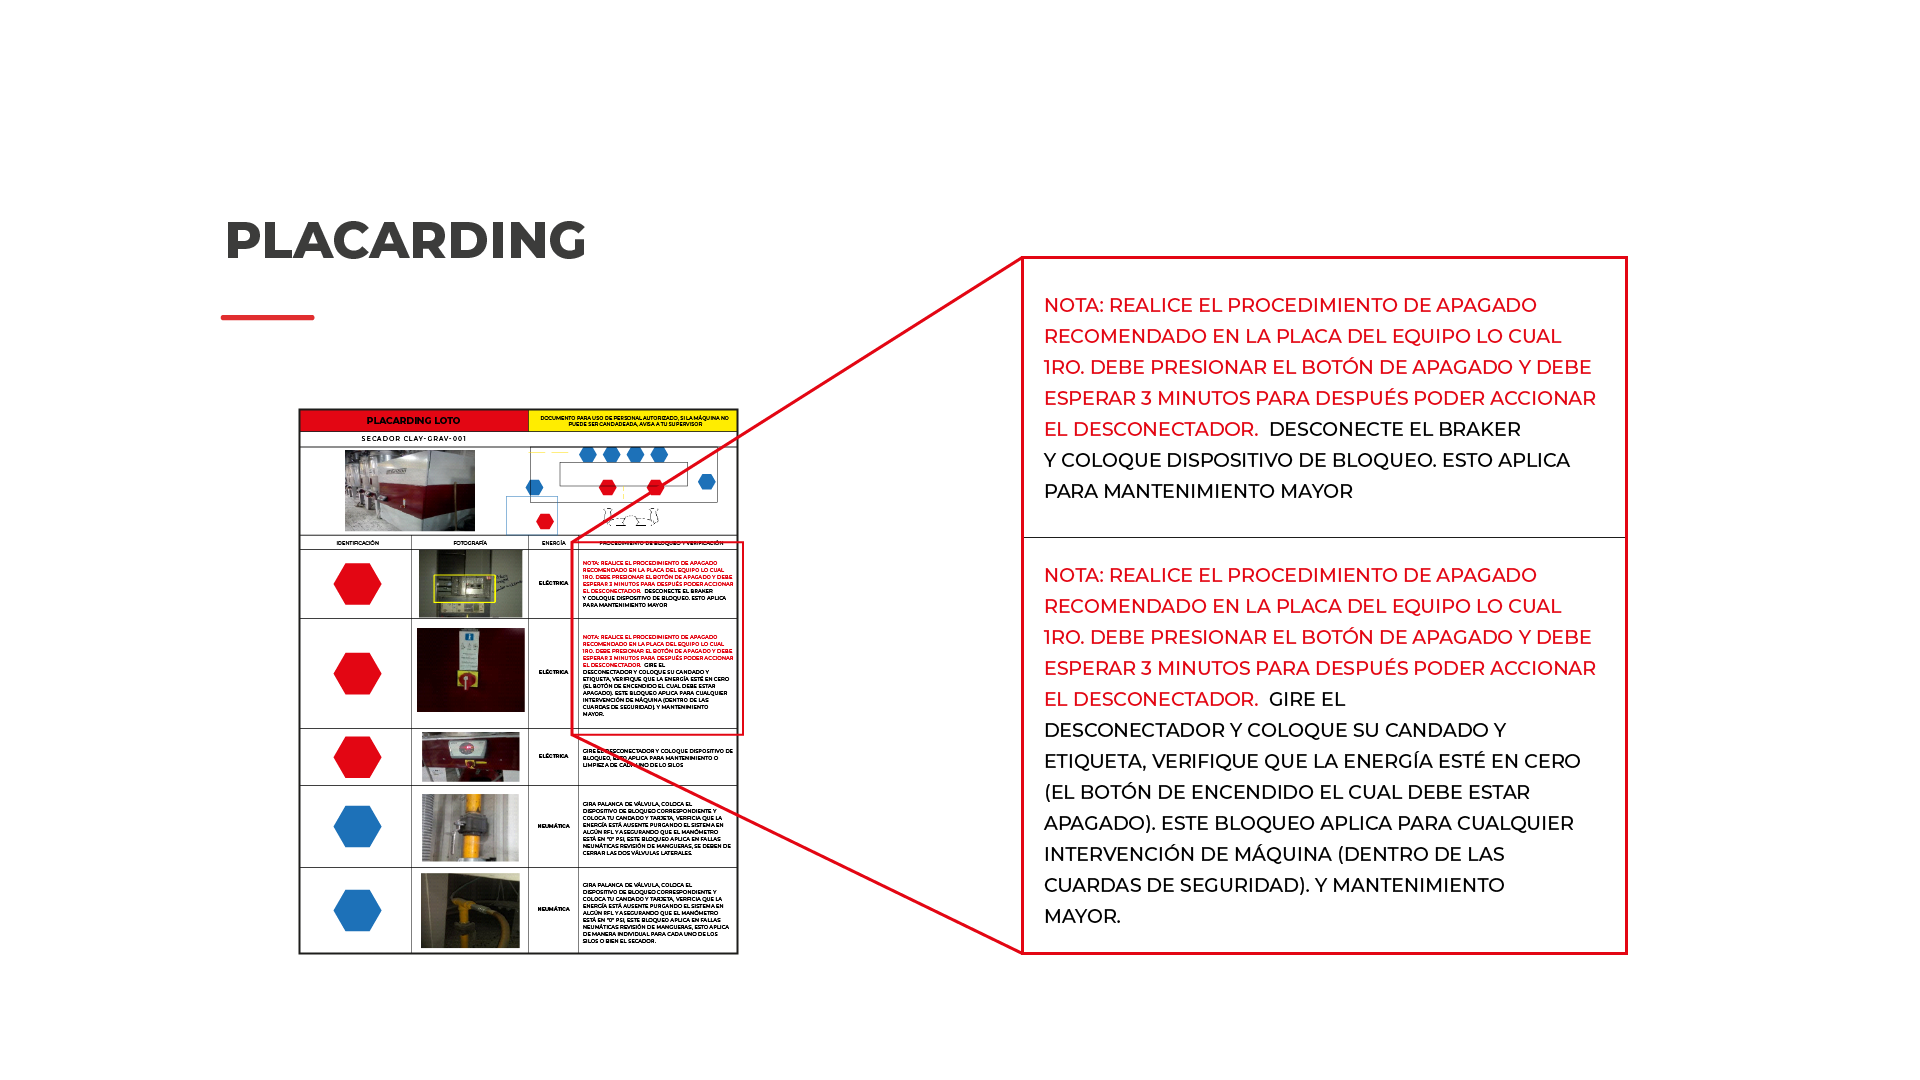 PLACARDING
PLACARDING LOTO
DOCUMENTO PARA USO DE PERSONAL AUTORIZADO, SI LA MÁQUINA NO
PUEDE SER CANDADEADA, AVISA A TU SUPERVISOR
SECADOR CLAY-GRAV-001
IDENTIFICACIÓN
FOTOGRAFÍA
ENERGÍA
PROCEDIMIENTO DE BLOQUEO Y VERIFICACIÓN
ELÉCTRICA
NOTA: REALICE EL PROCEDIMIENTO DE APAGADO
RECOMENDADO EN LA PLACA DEL EQUIPO LO CUAL
1RO. DEBE PRESIONAR EL BOTÓN DE APAGADO Y DEBE
ESPERAR 3 MINUTOS PARA DESPUÉS PODER ACCIONAR
EL DESCONECTADOR. DESCONECTE EL BRAKER
Y COLOQUE DISPOSITIVO DE BLOQUEO. ESTO APLICA
PARA MANTENIMIENTO MAYOR
ELÉCTRICA
NOTA: REALICE EL PROCEDIMIENTO DE APAGADO
RECOMENDADO EN LA PLACA DEL EQUIPO LO CUAL
1RO. DEBE PRESIONAR EL BOTÓN DE APAGADO Y DEBE
ESPERAR 3 MINUTOS PARA DESPUÉS PODER ACCIONAR
EL DESCONECTADOR. GIRE EL
DESCONECTADOR Y COLOQUE SU CANDADO Y
ETIQUETA, VERIFIQUE QUE LA ENERGÍA ESTÉ EN CERO
(EL BOTÓN DE ENCENDIDO EL CUAL DEBE ESTAR
APAGADO). ESTE BLOQUEO APLICA PARA CUALQUIER
INTERVENCIÓN DE MÁQUINA (DENTRO DE LAS
CUARDAS DE SEGURIDAD). Y MANTENIMIENTO
MAYOR.
ELÉCTRICA
GIRE EL DESCONECTADOR Y COLOQUE DISPOSITIVO DE
BLOQUEO, ESTO APLICA PARA MANTENIMIENTO O
LIMPIEZA DE CADA UNO DE LO SILOS
NEUMÁTICA
GIRA PALANCA DE VÁLVULA, COLOCA EL
DISPOSITIVO DE BLOQUEO CORRESPONDIENTE Y
COLOCA TU CANDADO Y TARJETA, VERFICIA QUE LA
ENERGÍA ESTÁ AUSENTE PURGANDO EL SISTEMA EN
ALGÚN RFL Y ASEGURANDO QUE EL MANÓMETRO
ESTÁ EN "0" PSI, ESTE BLOQUEO APLICA EN FALLAS
NEUMÁTICAS REVISIÓN DE MANGUERAS, SE DEBEN DE
CERRAR LAS DOS VÁLVULAS LATERALES.
NEUMÁTICA
GIRA PALANCA DE VÁLVULA, COLOCA EL
DISPOSITIVO DE BLOQUEO CORRESPONDIENTE Y
COLOCA TU CANDADO Y TARJETA, VERFICIA QUE LA
ENERGÍA ESTÁ AUSENTE PURGANDO EL SISTEMA EN
ALGÚN RFL Y ASEGURANDO QUE EL MANÓMETRO
ESTÁ EN "0" PSI, ESTE BLOQUEO APLICA EN FALLAS
NEUMÁTICAS REVISIÓN DE MANGUERAS, ESTO APLICA
DE MANERA INDIVIDUAL PARA CADA UNO DE LOS
SILOS O BIEN EL SECADOR.
NOTA: REALICE EL PROCEDIMIENTO DE APAGADO
RECOMENDADO EN LA PLACA DEL EQUIPO LO CUAL
1RO. DEBE PRESIONAR EL BOTÓN DE APAGADO Y DEBE
ESPERAR 3 MINUTOS PARA DESPUÉS PODER ACCIONAR
EL DESCONECTADOR. DESCONECTE EL BRAKER
Y COLOQUE DISPOSITIVO DE BLOQUEO. ESTO APLICA
PARA MANTENIMIENTO MAYOR
NOTA: REALICE EL PROCEDIMIENTO DE APAGADO
RECOMENDADO EN LA PLACA DEL EQUIPO LO CUAL
1RO. DEBE PRESIONAR EL BOTÓN DE APAGADO Y DEBE
ESPERAR 3 MINUTOS PARA DESPUÉS PODER ACCIONAR
EL DESCONECTADOR. GIRE EL
DESCONECTADOR Y COLOQUE SU CANDADO Y
ETIQUETA, VERIFIQUE QUE LA ENERGÍA ESTÉ EN CERO
(EL BOTÓN DE ENCENDIDO EL CUAL DEBE ESTAR
APAGADO). ESTE BLOQUEO APLICA PARA CUALQUIER
INTERVENCIÓN DE MÁQUINA (DENTRO DE LAS
CUARDAS DE SEGURIDAD). Y MANTENIMIENTO
MAYOR.